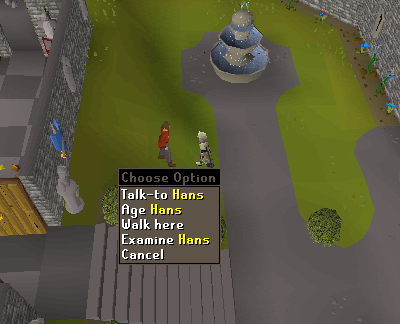 Choose Option
Talk-to Hans
Age Hans
Walk here
Examine Hans
Cancel